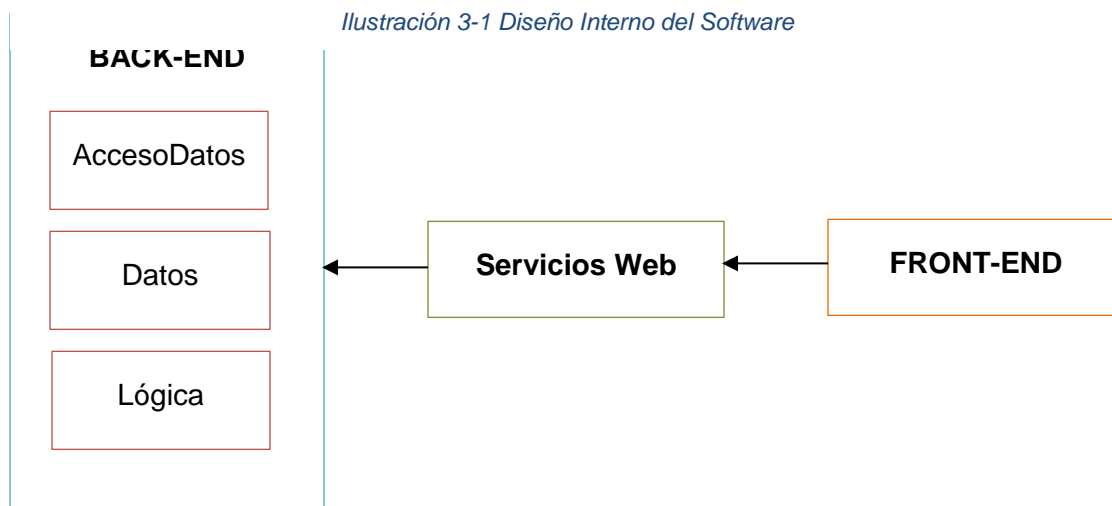 Ilustración 3-1 Diseño Interno del Software
BACK-END
AccesoDatos
Datos
Lógica
Servicios Web
FRONT-END